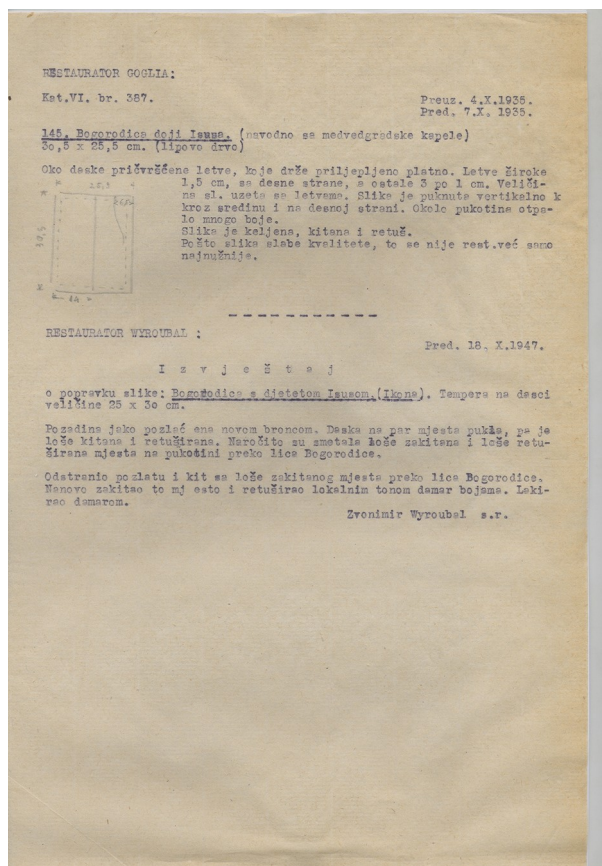 RESTAURATOR GOGLIA:
Kat.VI. br. 387.
Preuz. 4.X.1935.
Pred. 7.X. 1935.
145. Bogorodica doji Isusa. (navodno sa medvedgradske kapele)
30,5 x 25,5 cm. (lipovo drvo)
Oko daske pričvršćene letve, koje drže priljepljeno platno. Letve široke
1,5 cm, sa desne strane, a ostale 3 po 1 cm. Veliči-
na sl. uzeta sa letvama. Slika je puknuta vertikalno k
kroz sredinu i na desnoj strani. Okolo pukotina otpa-
lo mnogo boje.
Slika je keljena, kitana i retuš.
Pošto slika slabe kvalitete, to se nije rest.već samo
najnužnije.
30,5
14
-----------
RESTAURATOR WYROUBAL :
Pred. 18. X.1947.
I z v j e š t a j
o popravku slike: Bogorodica s djetetom Isusom.(Ikona). Tempera na dasci
veličine 25 x 30 cm.
Pozadina jako pozlać ena novom broncom. Daska na par mjesta pukla, pa je
loše kitana i retuširana. Naročito su smetala loše zakitana i loše retu-
širana mjesta na pukotini preko lica Bogorodice.
Odstranio pozlatu i kit sa loše zakitanog mjesta preko lica Bogorodice.
Nanovo zakitao to mj esto i retuširao lokalnim tonom damar bojama. Laki-
rao damarom.
Zvonimir Wyroubal s.r.